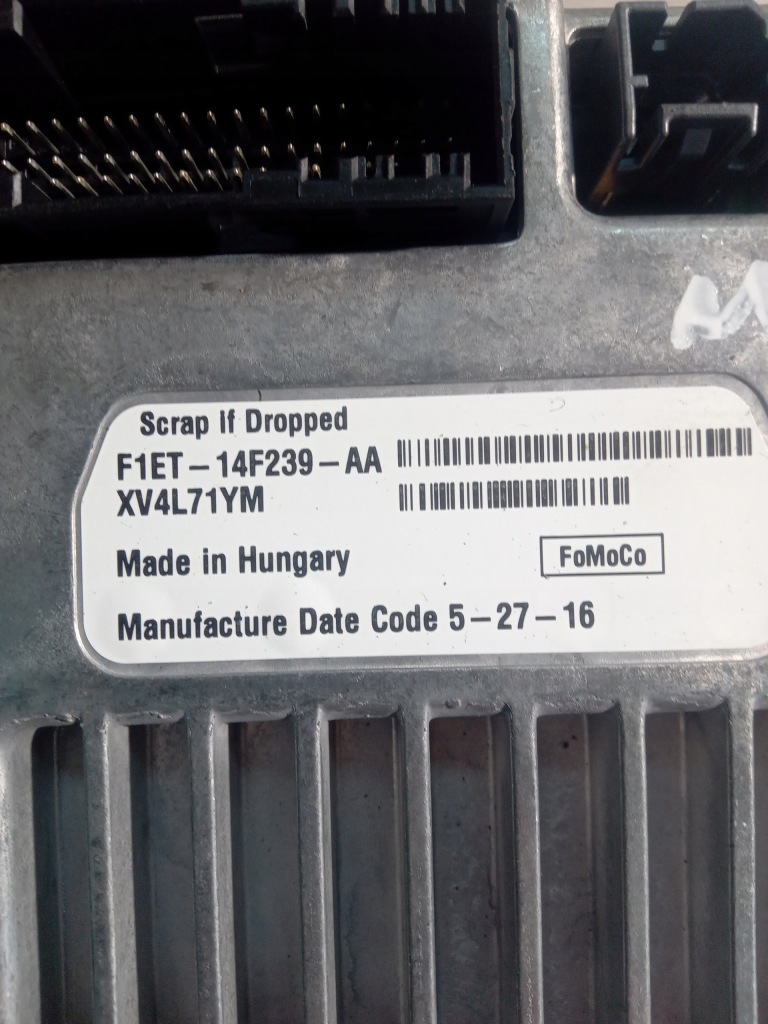 Scrap If Dropped
F1ET-14F239-AA
XV4L71YM
Made in Hungary
FoMoCo
Manufacture Date Code 5-27-16